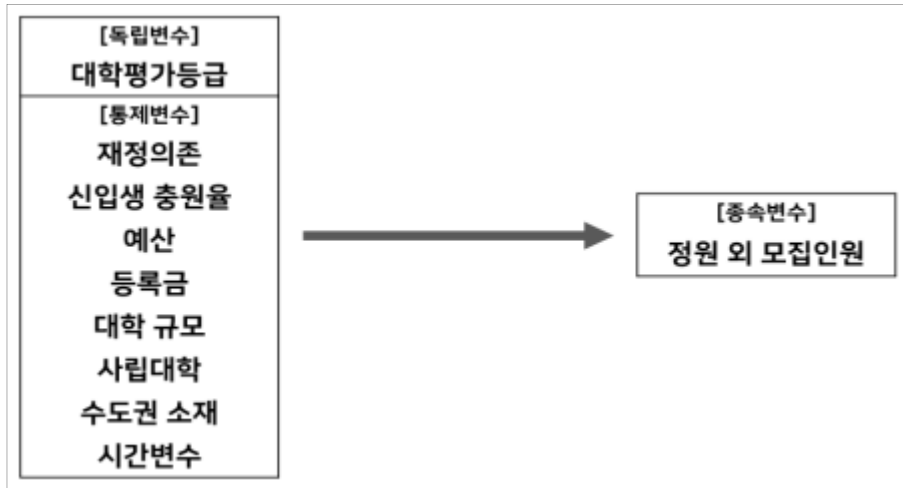 [독립변수]
대학평가등급
[통제변수]
재정의존
신입생 충원율
예산
등록금
대학 규모
사립대학
수도권 소재
시간변수
[종속변수]
정원 외 모집인원